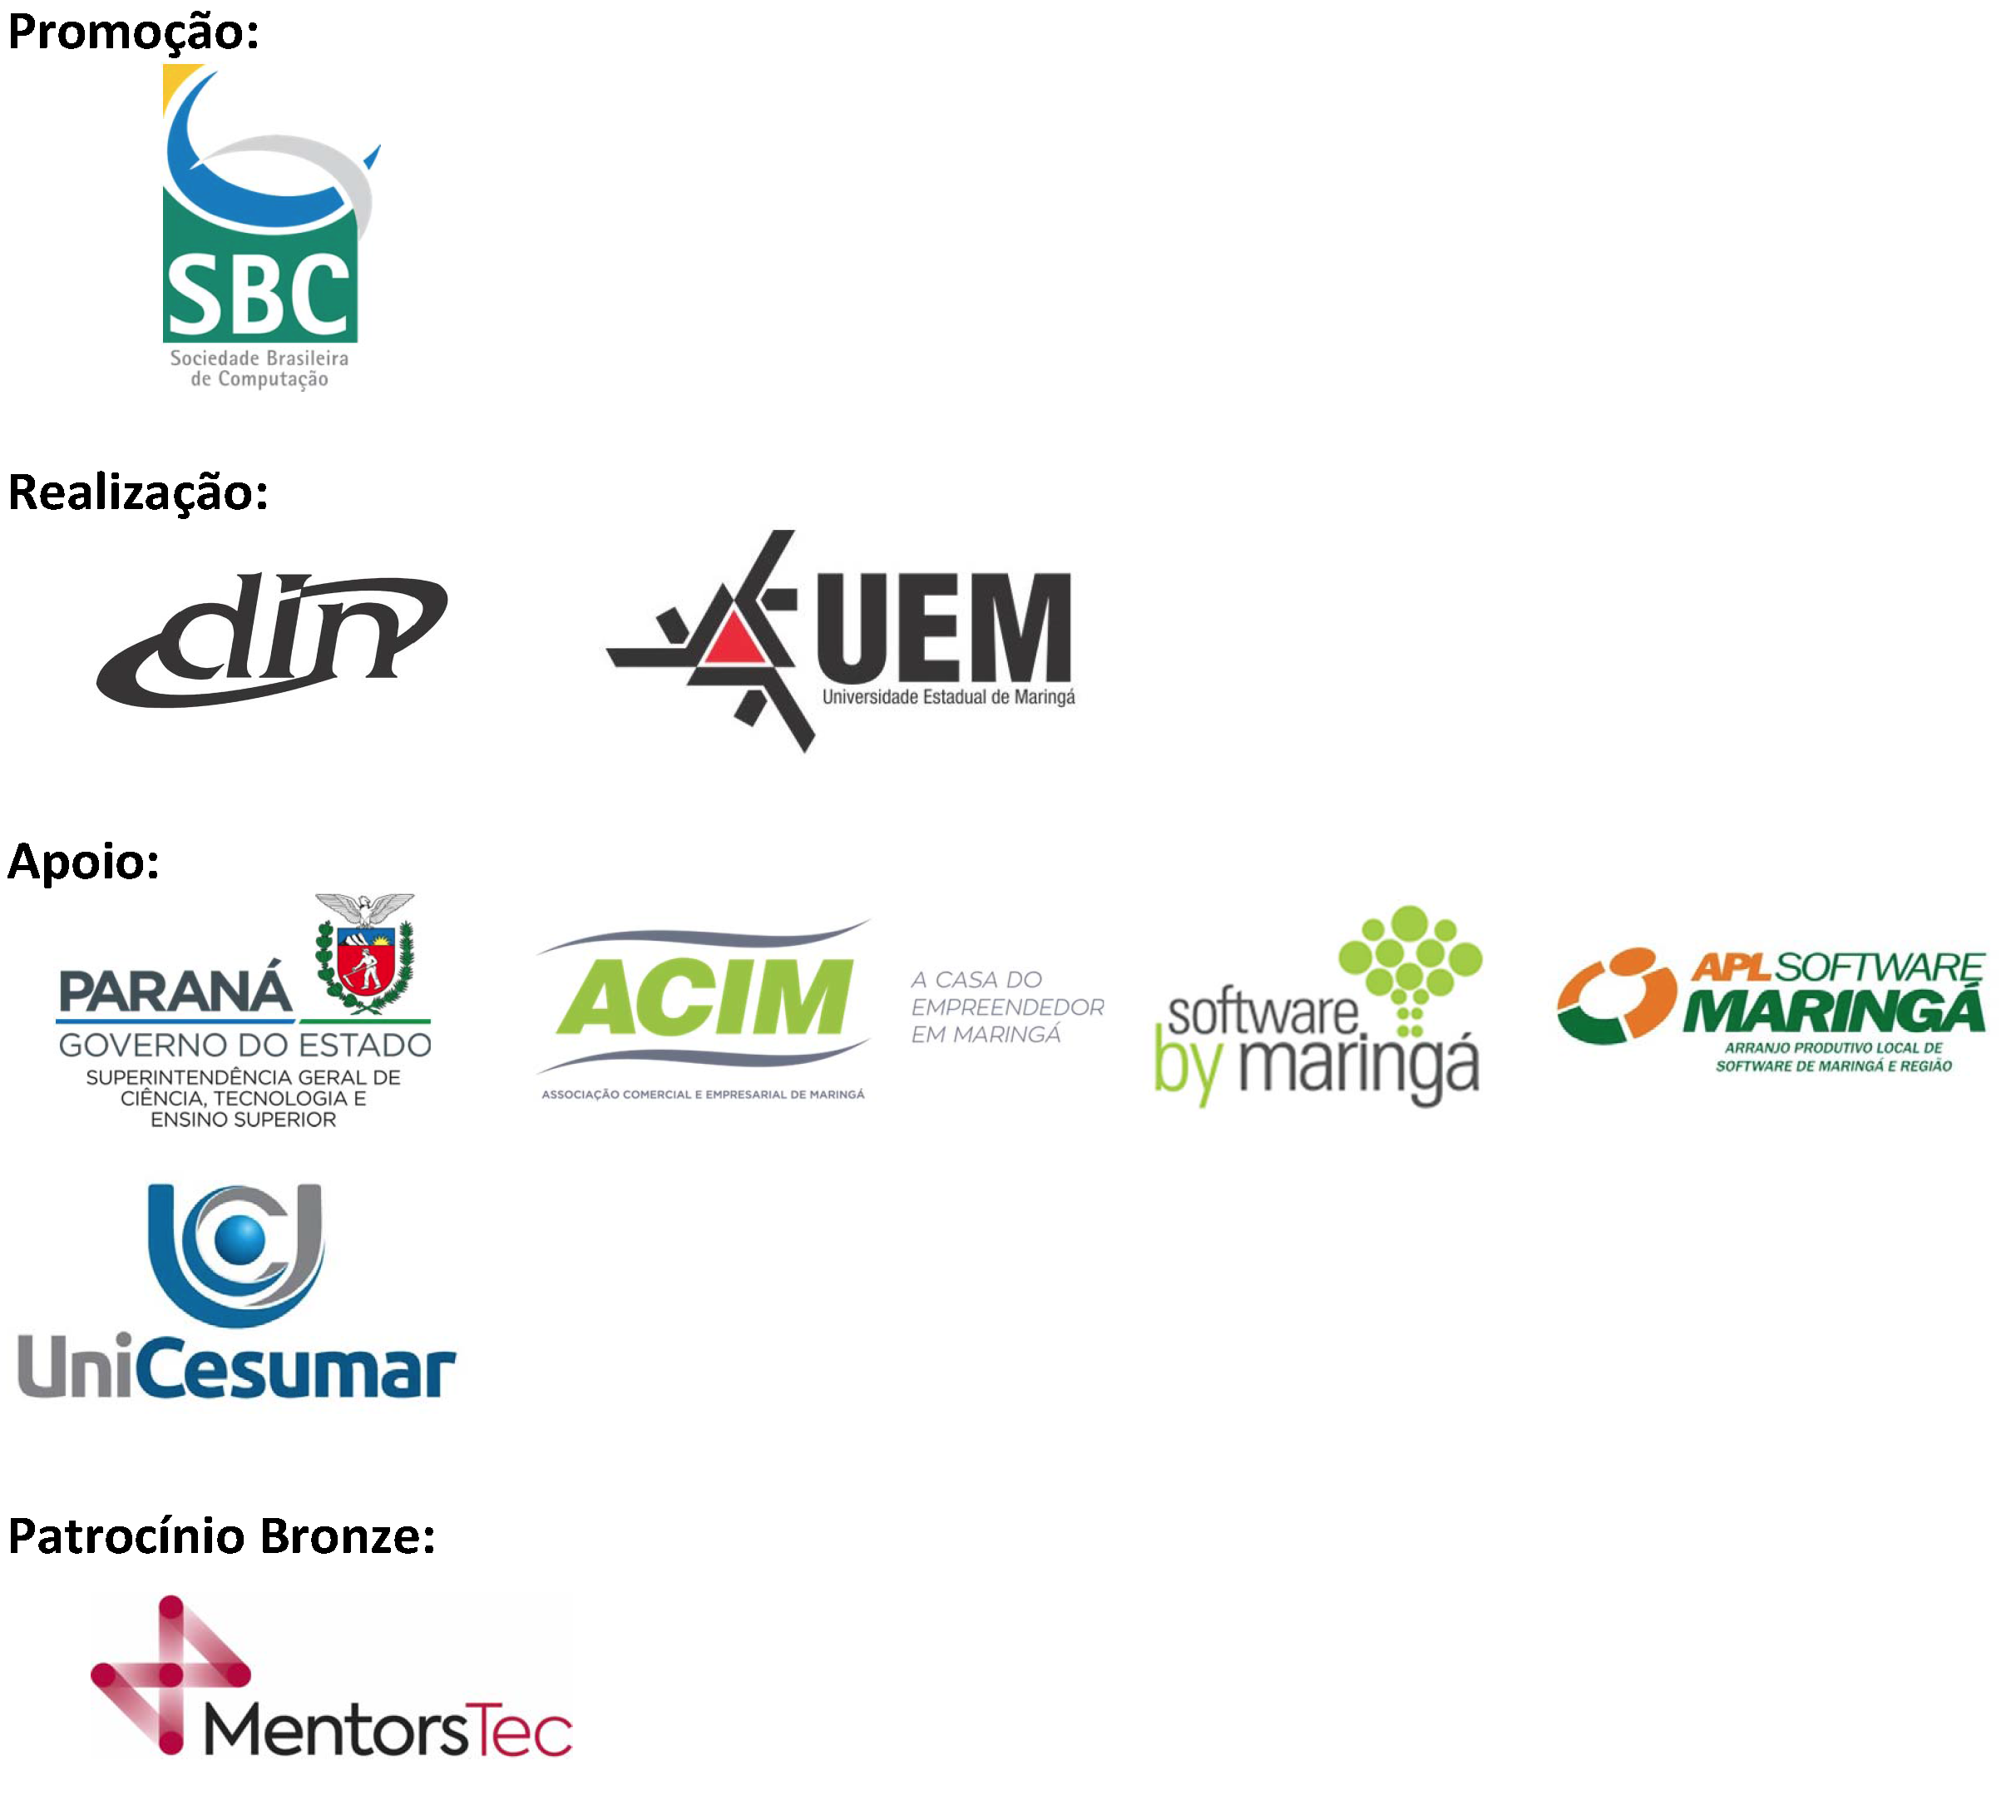 Promoção:
SBC
Sociedade Brasileira
de Computação
Realização:
din
UEM
Universidade Estadual de Maringá
Apoio:
PARANÁ
GOVERNO DO ESTADO
SUPERINTENDÊNCIA GERAL DE
CIÊNCIA, TECNOLOGIA E
ENSINO SUPERIOR
ACIM
ASSOCIAÇÃO COMERCIAL E EMPRESARIAL DE MARINGÁ
A CASA DO
EMPREENDEDOR
EM MARINGÁ
software
by maringá
APL SOFTWARE
MARINGÁ
ARRANJO PRODUTIVO LOCAL DE
SOFTWARE DE MARINGÁ E REGIÃO
UniCesumar
Patrocínio Bronze:
MentorsTec